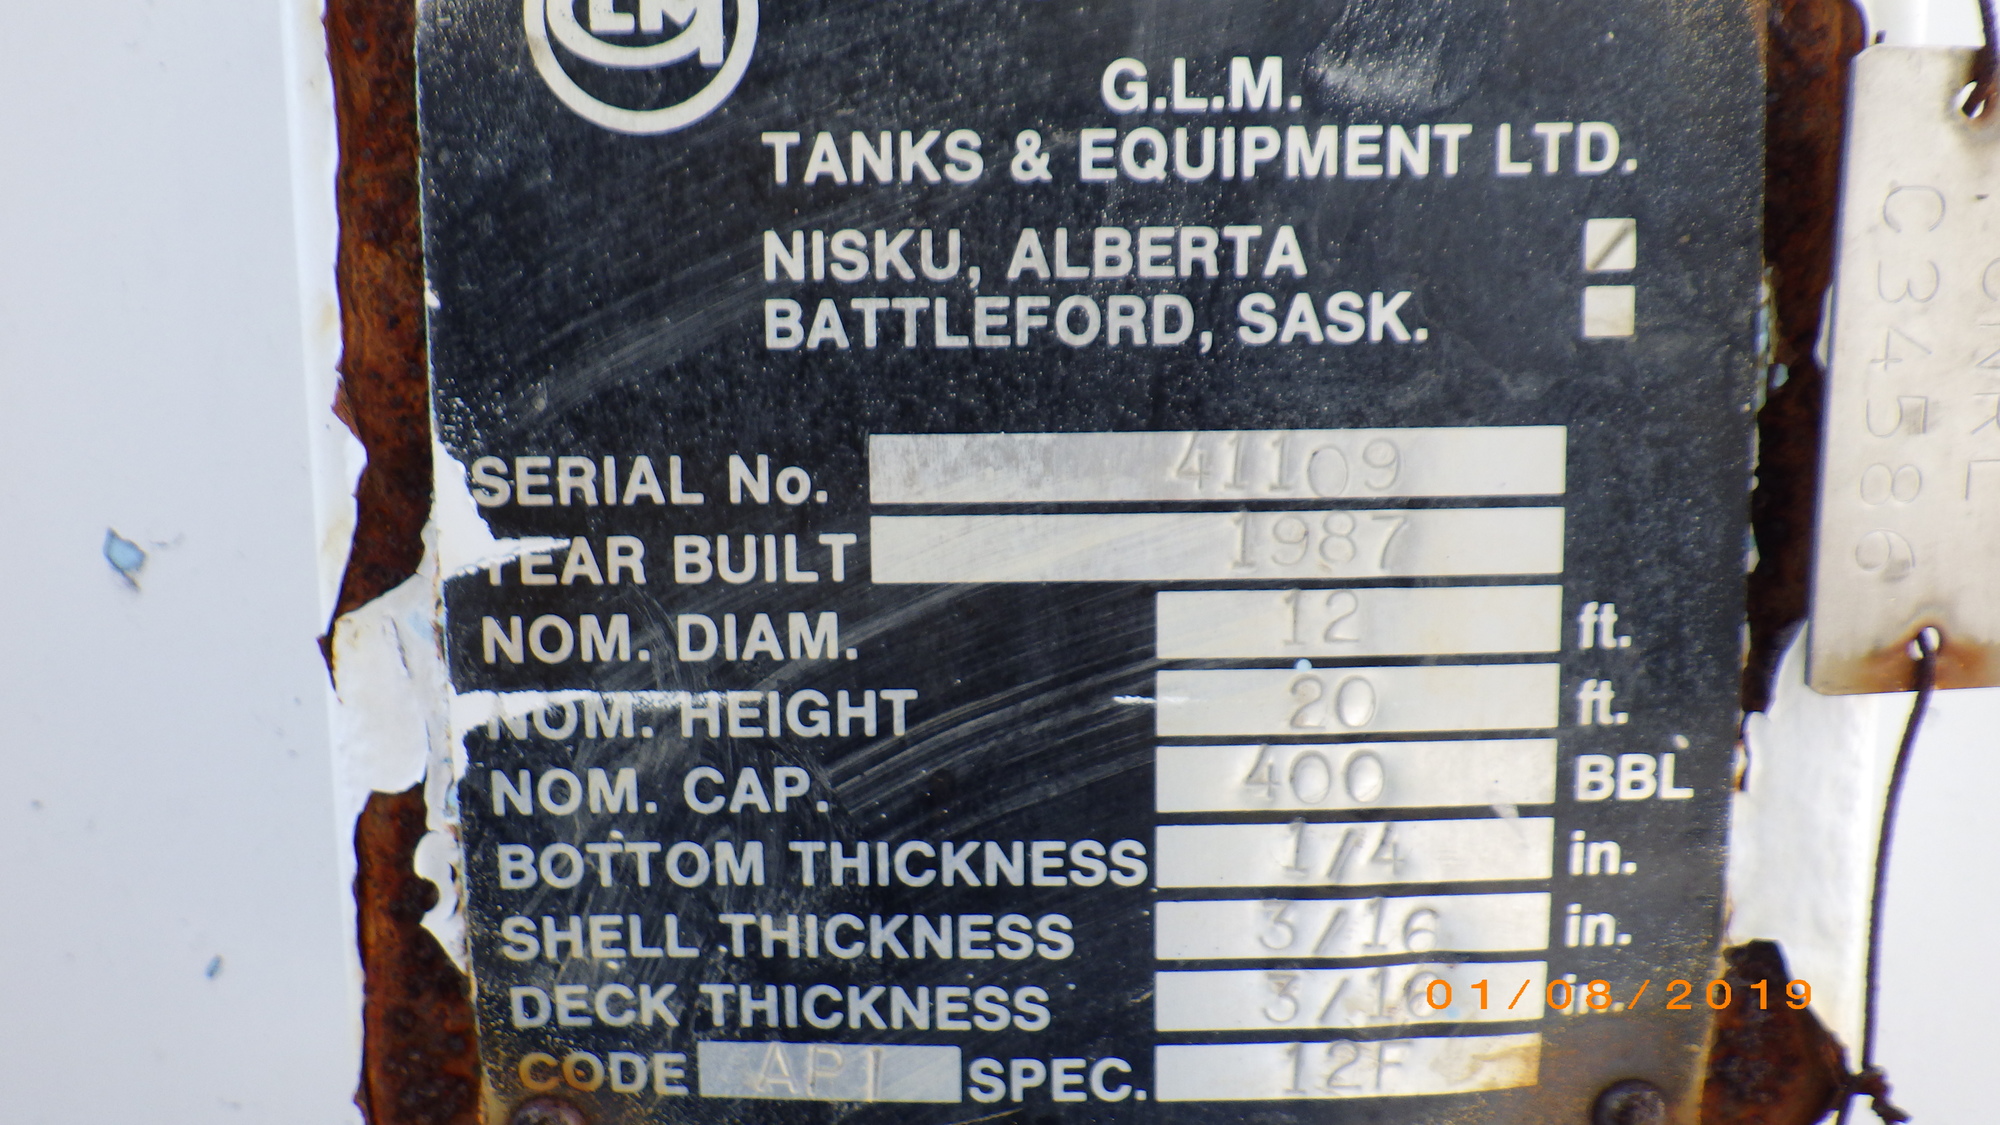 GLM
G.L.M.
TANKS & EQUIPMENT LTD.
NISKU, ALBERTA
BATTLEFORD, SASK.
SERIAL No. 41109
YEAR BUILT 1987
NOM. DIAM. 12 ft.
NOM. HEIGHT 20 ft.
NOM. CAP. 400 BBL
BOTTOM THICKNESS 1/4 in.
SHELL THICKNESS 3/16 in.
DECK THICKNESS 3/16 in.
CODE API SPEC. 12F
01/08/2019
CNRL
C34586